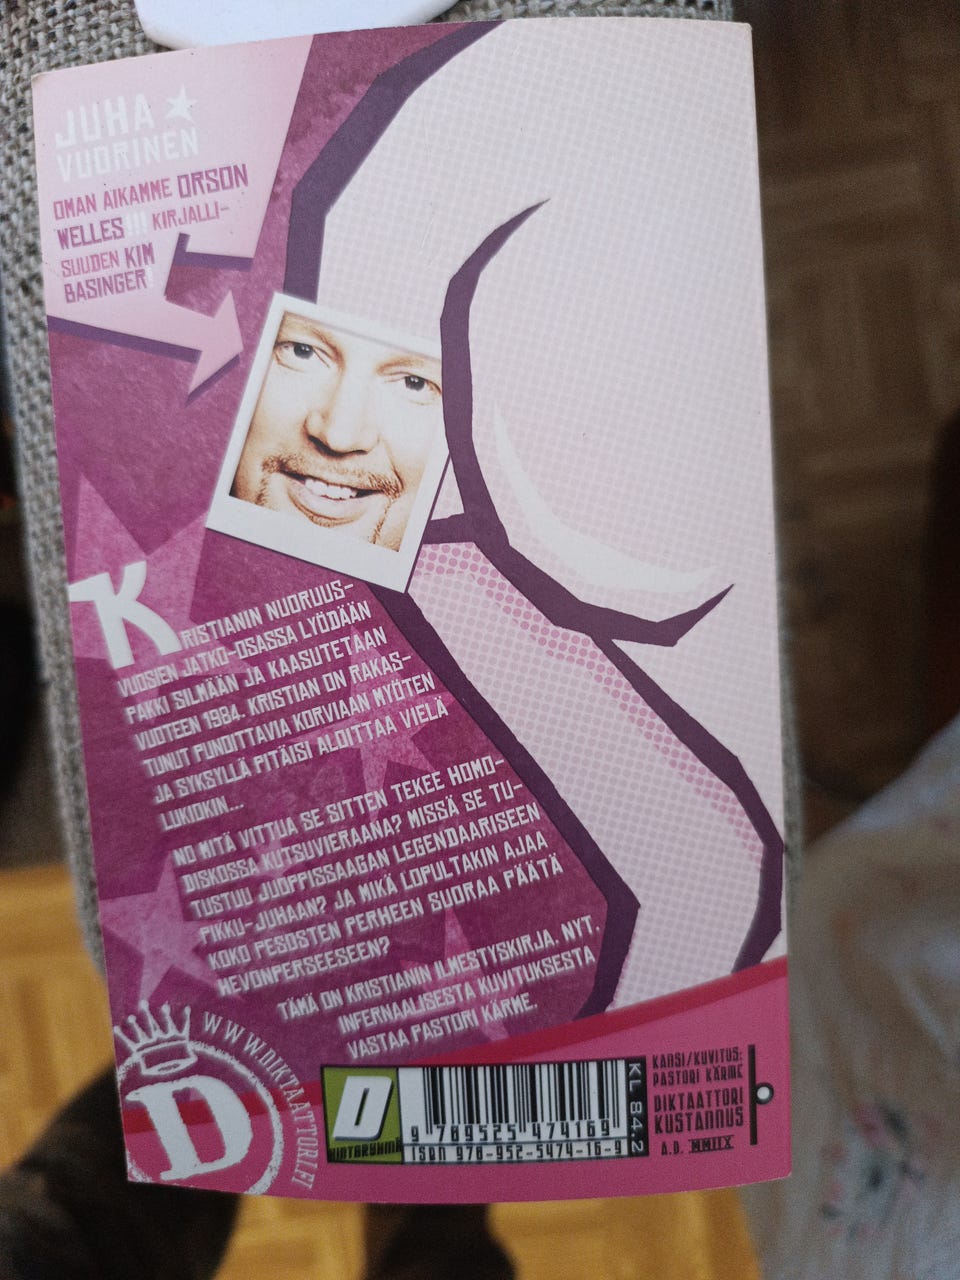 JUHA ★
VUORINEN
OMAN AIKAMME ORSON
WELLES!!! KIRJALLI-
SUUDEN KIM
BASINGER
KRISTIANIN NUORUUS-
VUOSIEN JATKO-OSASSA LYÖDÄÄN
PAKKI SILMÄÄN JA KAASUTETAAN
VUOTEEN 1984. KRISTIAN ON RAKAS-
TUNUT PUNOITTAVIA KORVIAAN MYÖTEN
JA SYKSYLLÄ PITÄISI ALOITTAA VIELÄ
LUKIOKIN...
NO MITÄ VITTUA SE SITTEN TEKEE HOMO-
DISKOSSA KUTSUVIERAANA? MISSÄ SE TU-
TUSTUU JUOPPISSAAGAN LEGENDAARISEEN
PIKKU-JUHAAN? JA MIKÄ LOPULTAKIN AJAA
KOKO PESOSTEN PERHEEN SUORAA PÄÄTÄ
HEVONPERSEESEEN?
TÄMÄ ON KRISTIANIN ILMESTYSKIRJA. NYT.
INFERNAALISESTA KUVITUKSESTA
VASTAA PASTORI KÄRME.
WWW.DIKTAATTORI.FI
D
D
HINTARYHMÄ
9 789525 474169
ISBN 978-952-5474-16-9
KL 84.2
KANSI/KUVITUS:
PASTORI KÄRME
DIKTAATTORI
KUSTANNUS
A.D. MMIIX